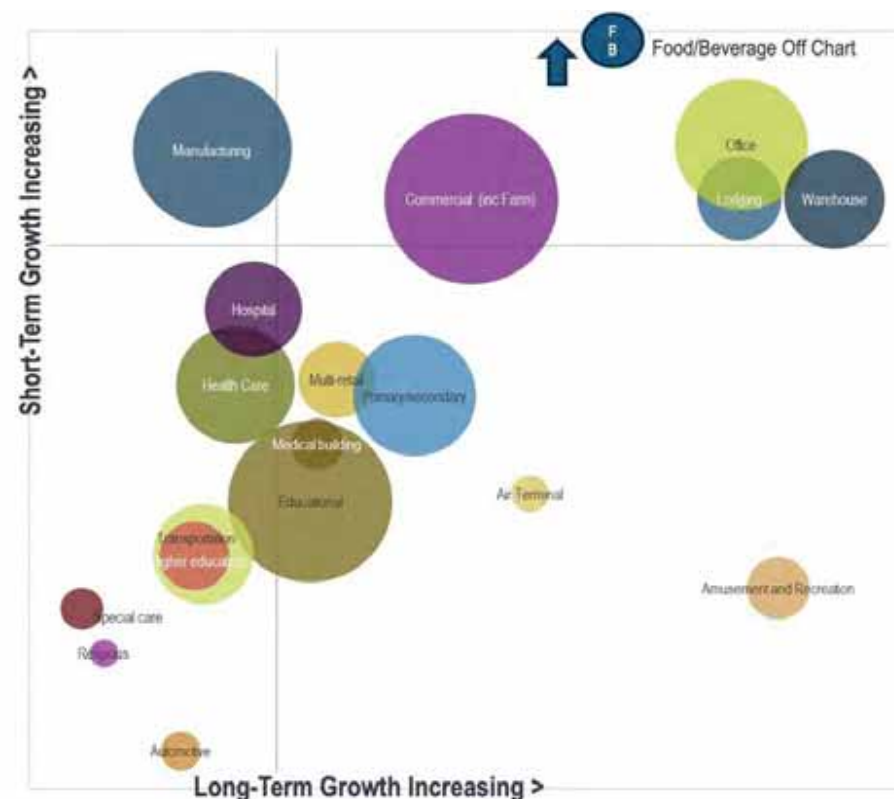 F
B
Food/Beverage Off Chart
Short-Term Growth Increasing >
Manufacturing
Office
Commercial (inc Farm)
Lodging
Warehouse
Hospital
Health Care
Multi-retail
Primary/secondary
Medical building
Educational
Air Terminal
Transportation
higher education
Amusement and Recreation
Special care
Religious
Automotive
Long-Term Growth Increasing >